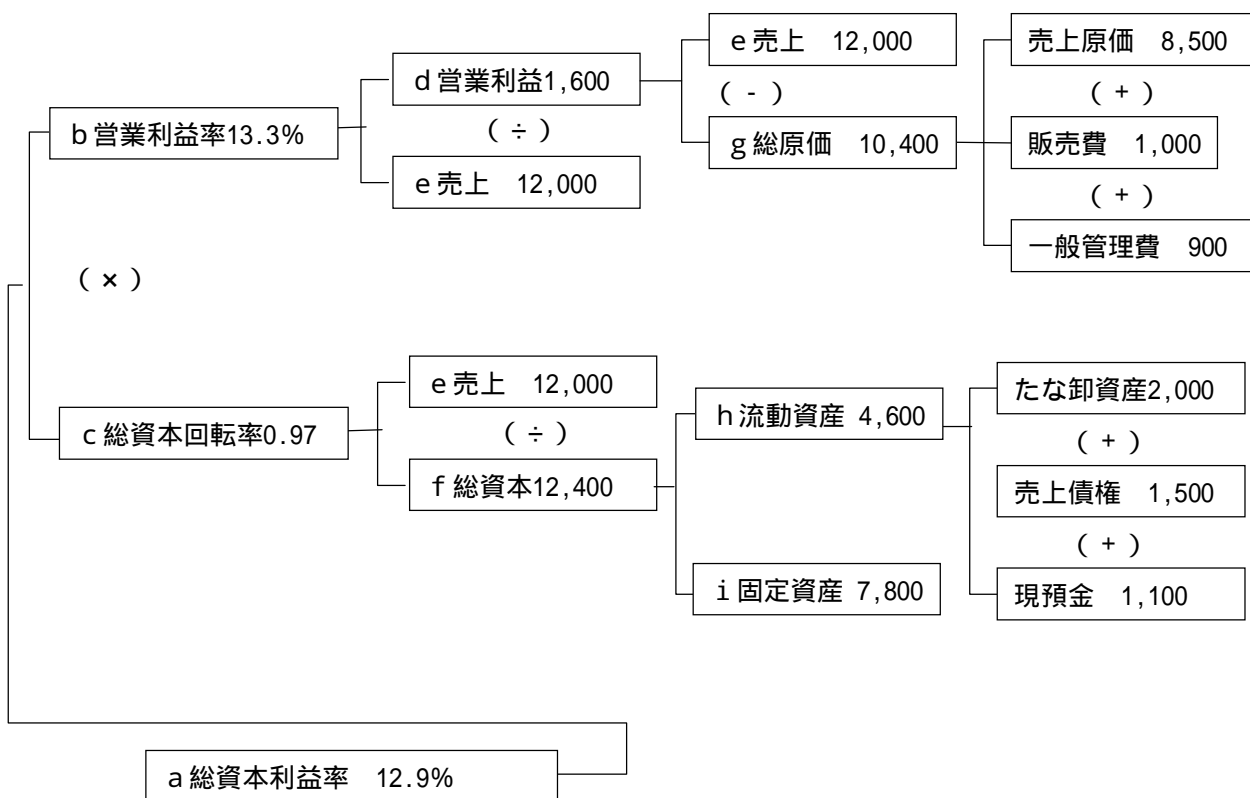 e売上 12,000
売上原価 8,500
d営業利益1,600
( - )
( + )
b営業利益率13.3%
( ÷ )
g総原価 10,400
販売費 1,000
e売上 12,000
( + )
一般管理費 900
( × )
e売上 12,000
たな卸資産2,000
c総資本回転率0.97
( ÷ )
h流動資産 4,600
( + )
f総資本12,400
売上債権 1,500
( + )
i固定資産 7,800
現預金 1,100
a総資本利益率 12.9%